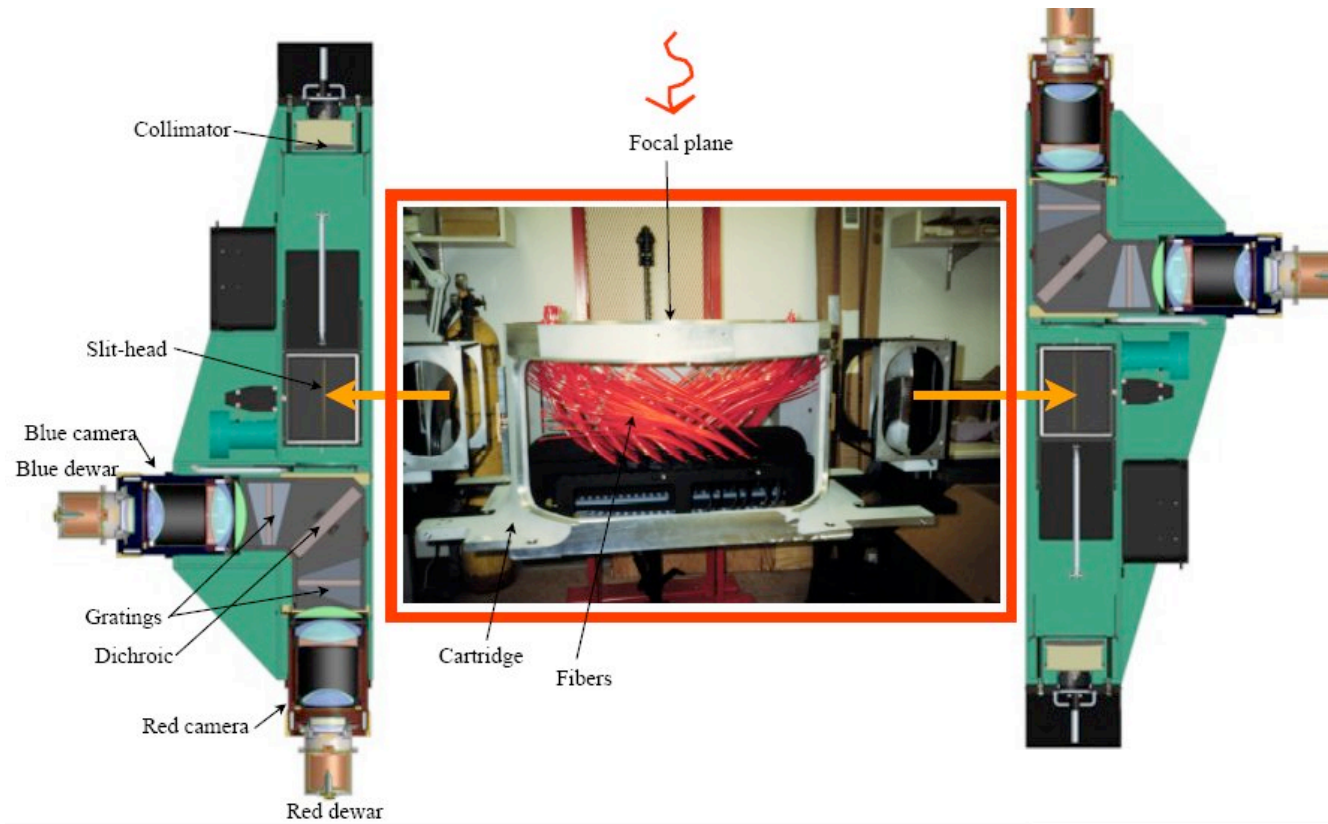 Collimator
Focal plane
Slit-head
Blue camera
Blue dewar
Gratings
Dichroic
Cartridge
Fibers
Red camera
Red dewar